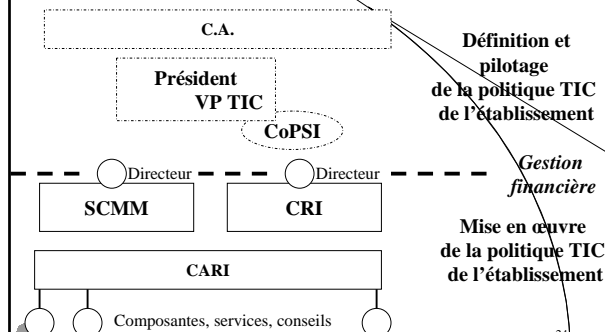 C.A.
Définition et
pilotage
de la politique TIC
de l'établissement
Président
VP TIC
CoPSI
Directeur
Directeur
Gestion
financière
SCMM
CRI
Mise en œuvre
de la politique TIC
de l'établissement
CARI
Composantes, services, conseils